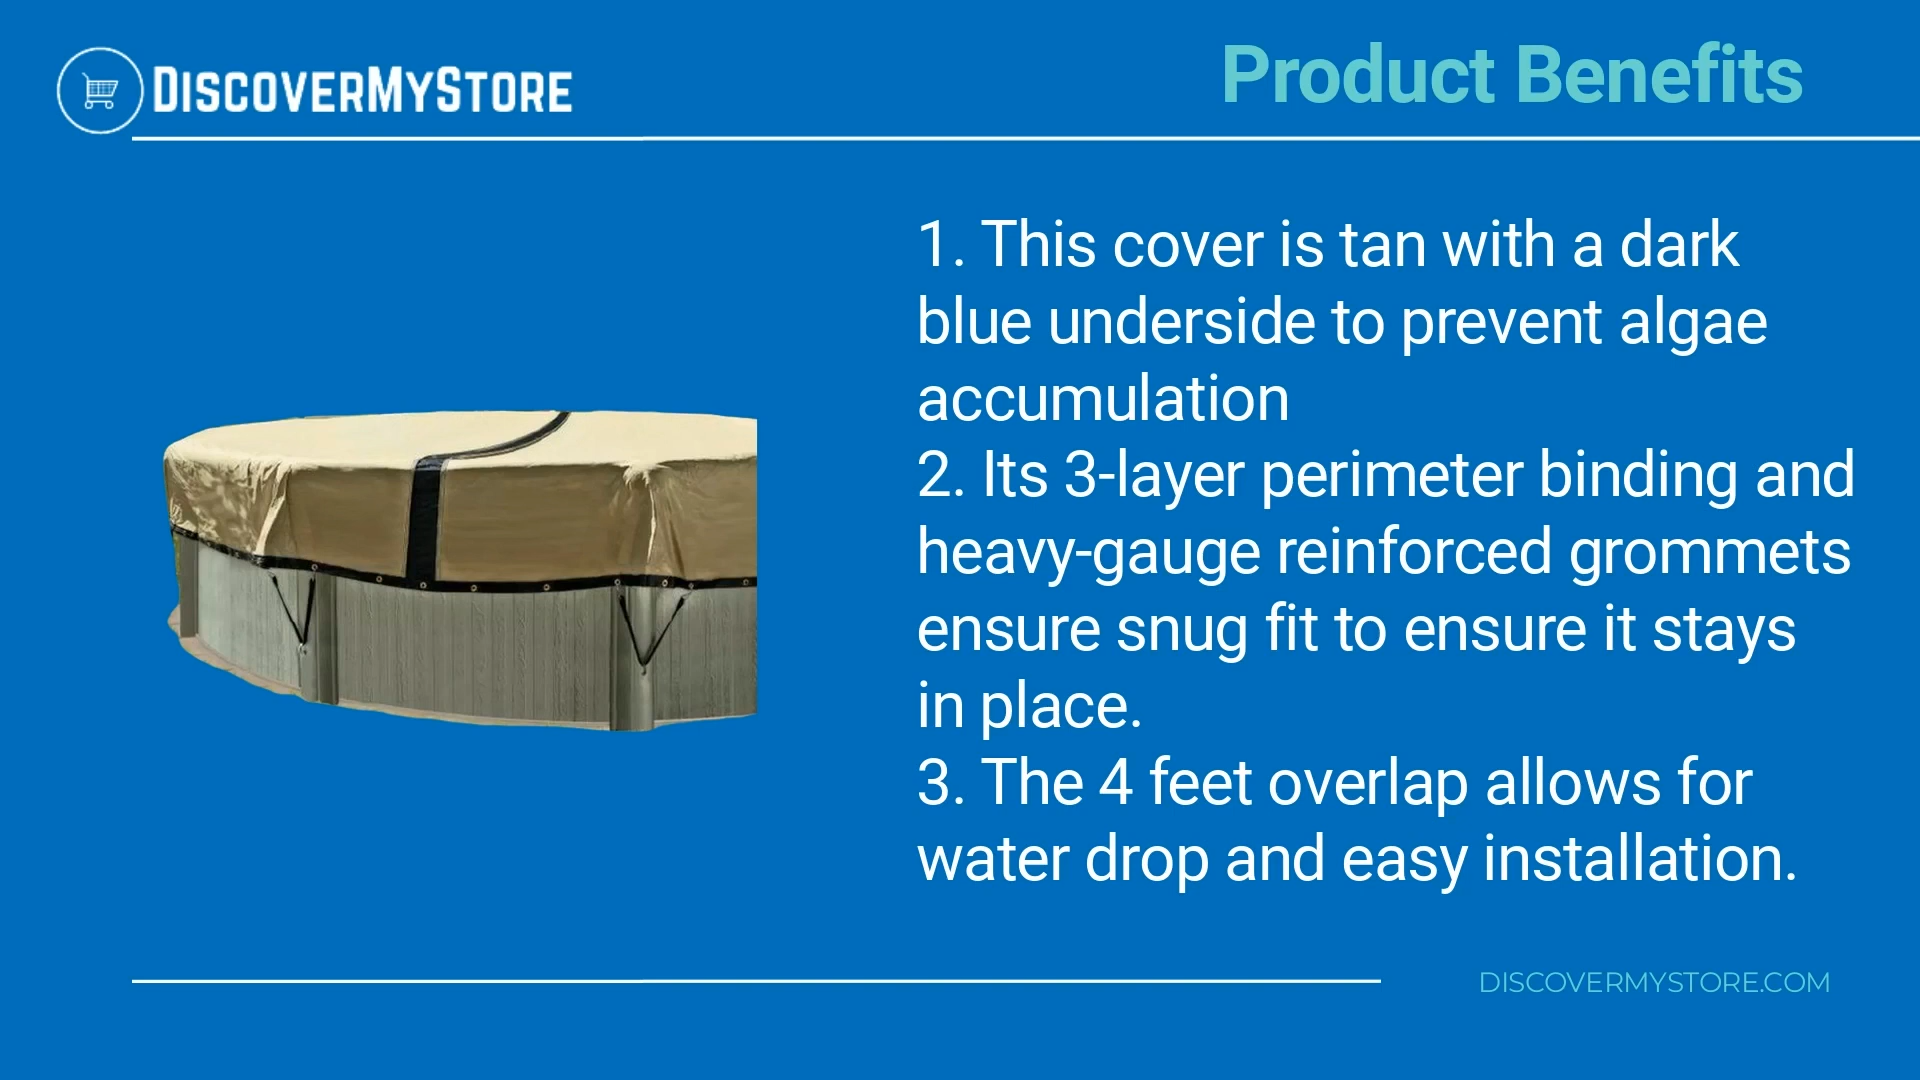 DISCOVERMYSTORE
Product Benefits
1. This cover is tan with a dark
blue underside to prevent algae
accumulation
2. Its 3-layer perimeter binding and
heavy-gauge reinforced grommets
ensure snug fit to ensure it stays
in place.
3. The 4 feet overlap allows for
water drop and easy installation.
DISCOVERMYSTORE.COM